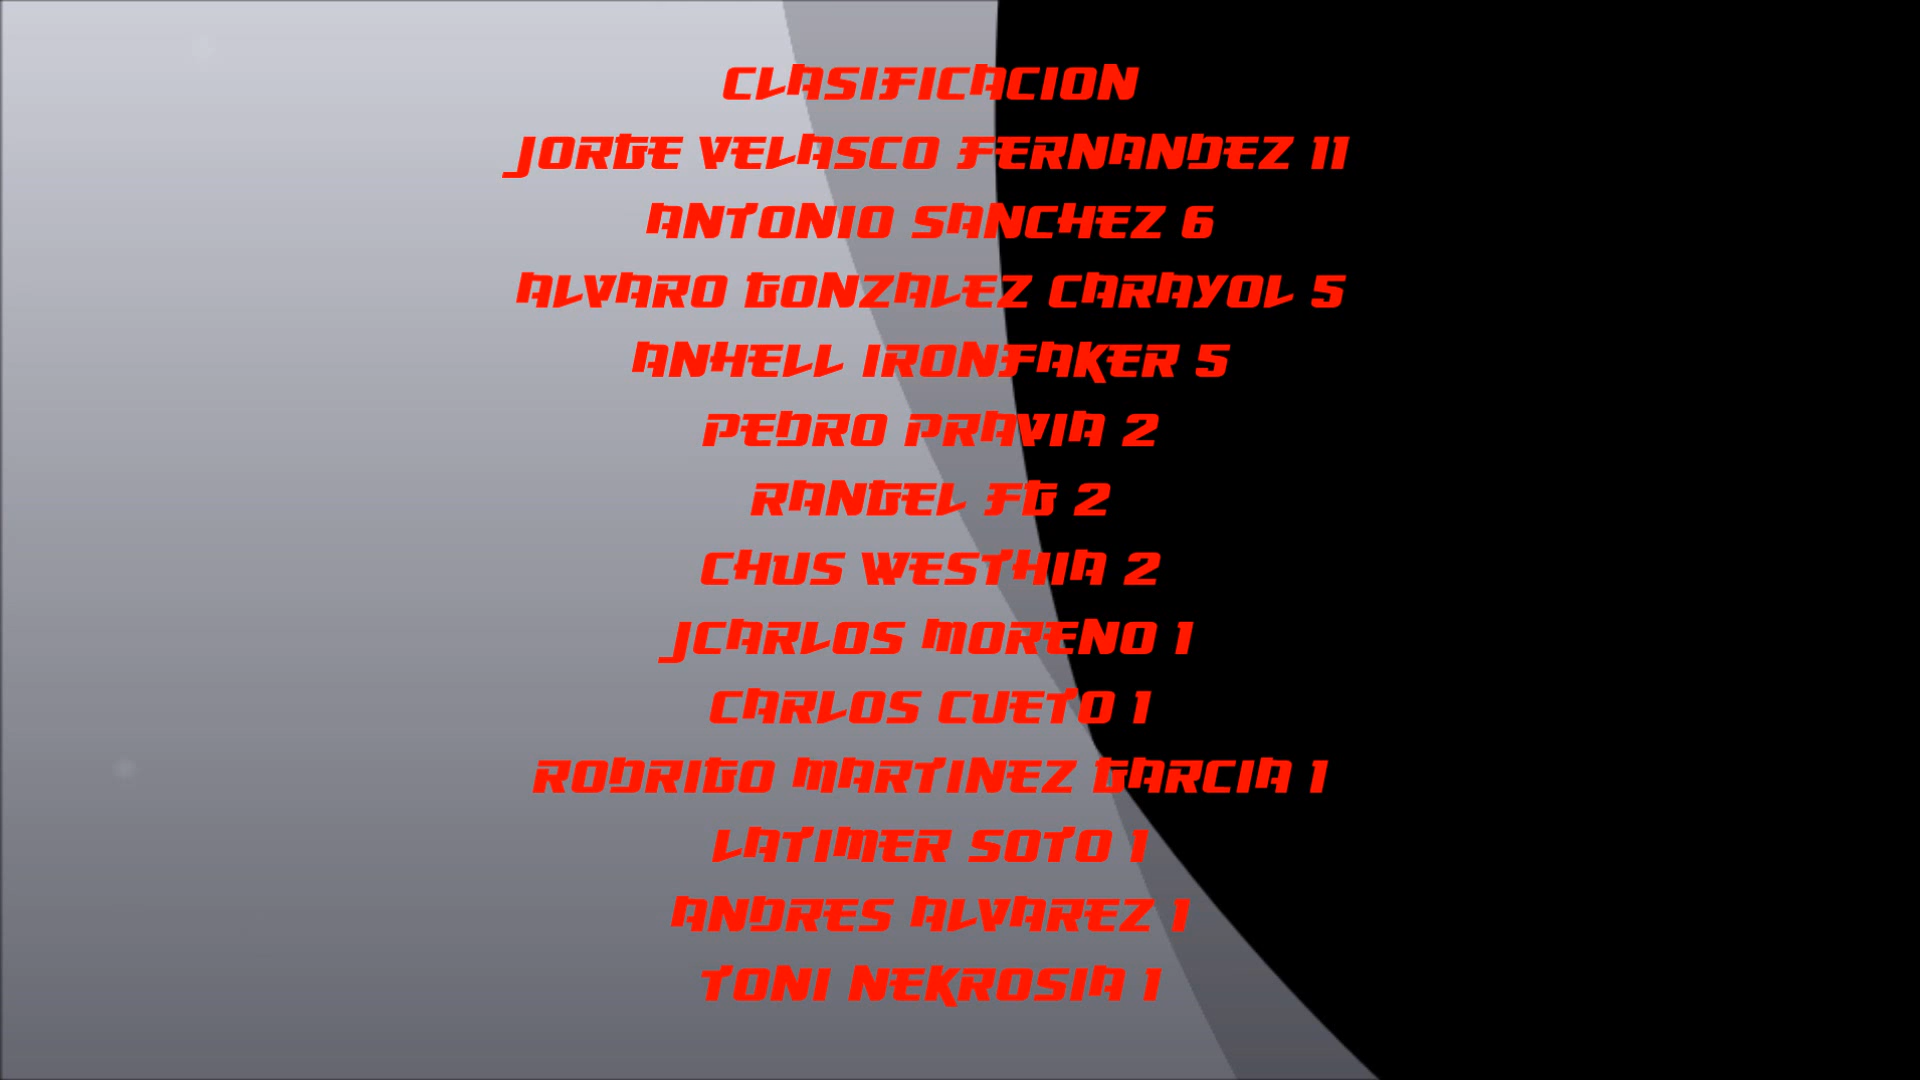 CLASIFICACION
JORGE VELASCO FERNANDEZ 11
ANTONIO SANCHEZ 6
ALVARO GONZALEZ CARAYOL 5
ANHELL IRONFAKER 5
PEDRO PRAVIA 2
RANGEL FG 2
CHUS WESTHIA 2
JCARLOS MORENO 1
CARLOS CUETO 1
RODRIGO MARTINEZ GARCIA 1
LATIMER SOTO 1
ANDRES ALVAREZ 1
TONI NEKROSIA 1